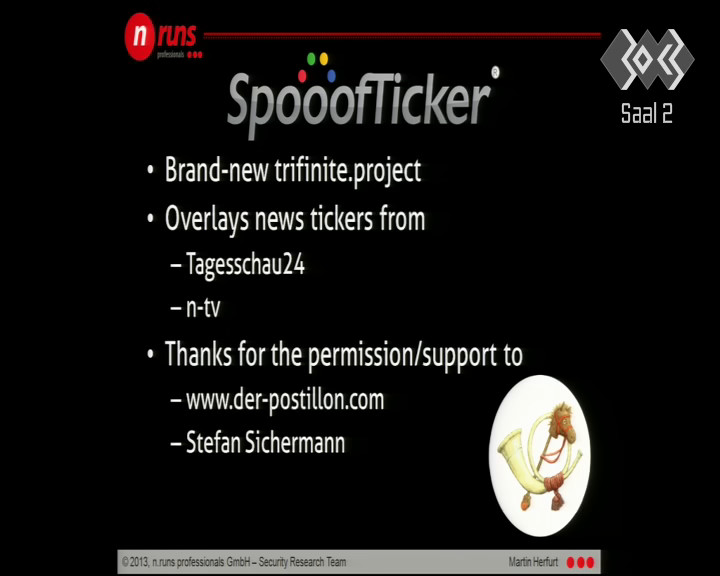 n runs
professionals
30C3
Saal 2
SpooofTicker®
• Brand-new trifinite.project
• Overlays news tickers from
– Tagesschau24
– n-tv
• Thanks for the permission/support to
– www.der-postillon.com
– Stefan Sichermann
© 2013, n.runs professionals GmbH – Security Research Team
Martin Herfurt